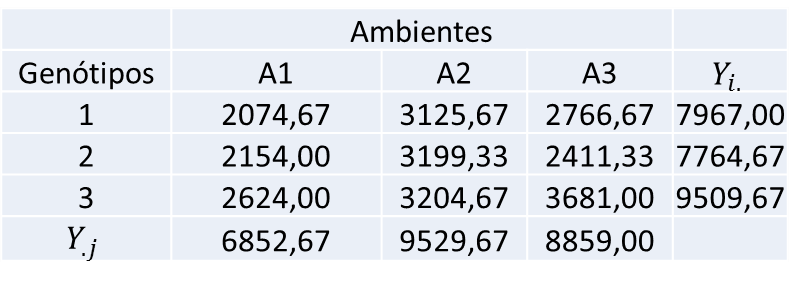 Ambientes
Genótipos A1 A2 A3 Yi.
1 2074,67 3125,67 2766,67 7967,00
2 2154,00 3199,33 2411,33 7764,67
3 2624,00 3204,67 3681,00 9509,67
Y.j 6852,67 9529,67 8859,00